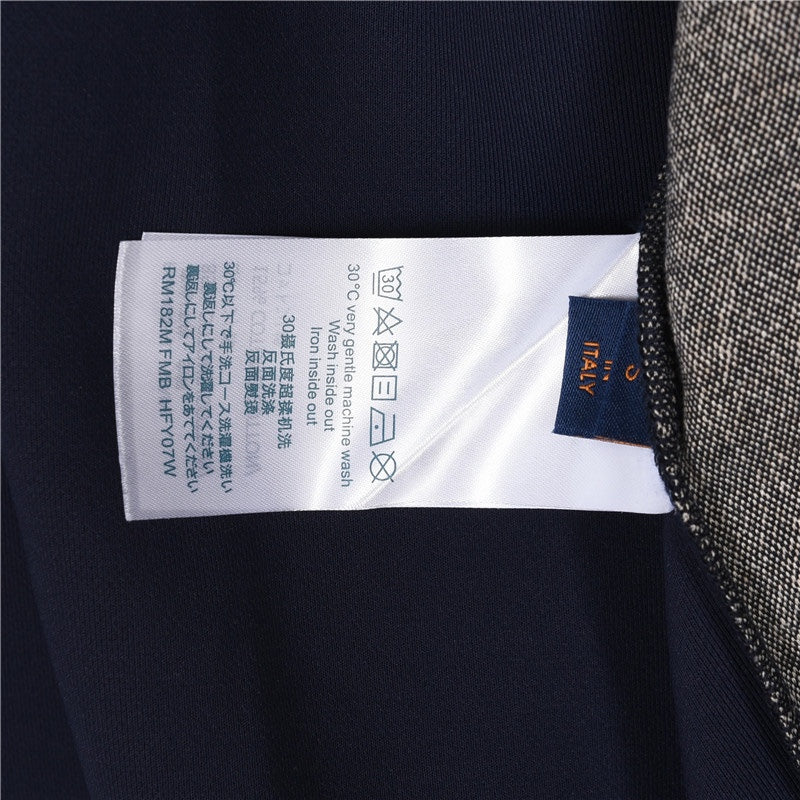 30
30°C very gentle machine wash
Wash inside out
Iron inside out
30摄氏度超揉机洗
反面洗涤
反面熨烫
30℃以下で手洗コース洗濯機洗い
裏返しにして洗濯してください
裏返しにしてアイロンをあててください
RM182M FMB HFY07W
S
IN
ITALY